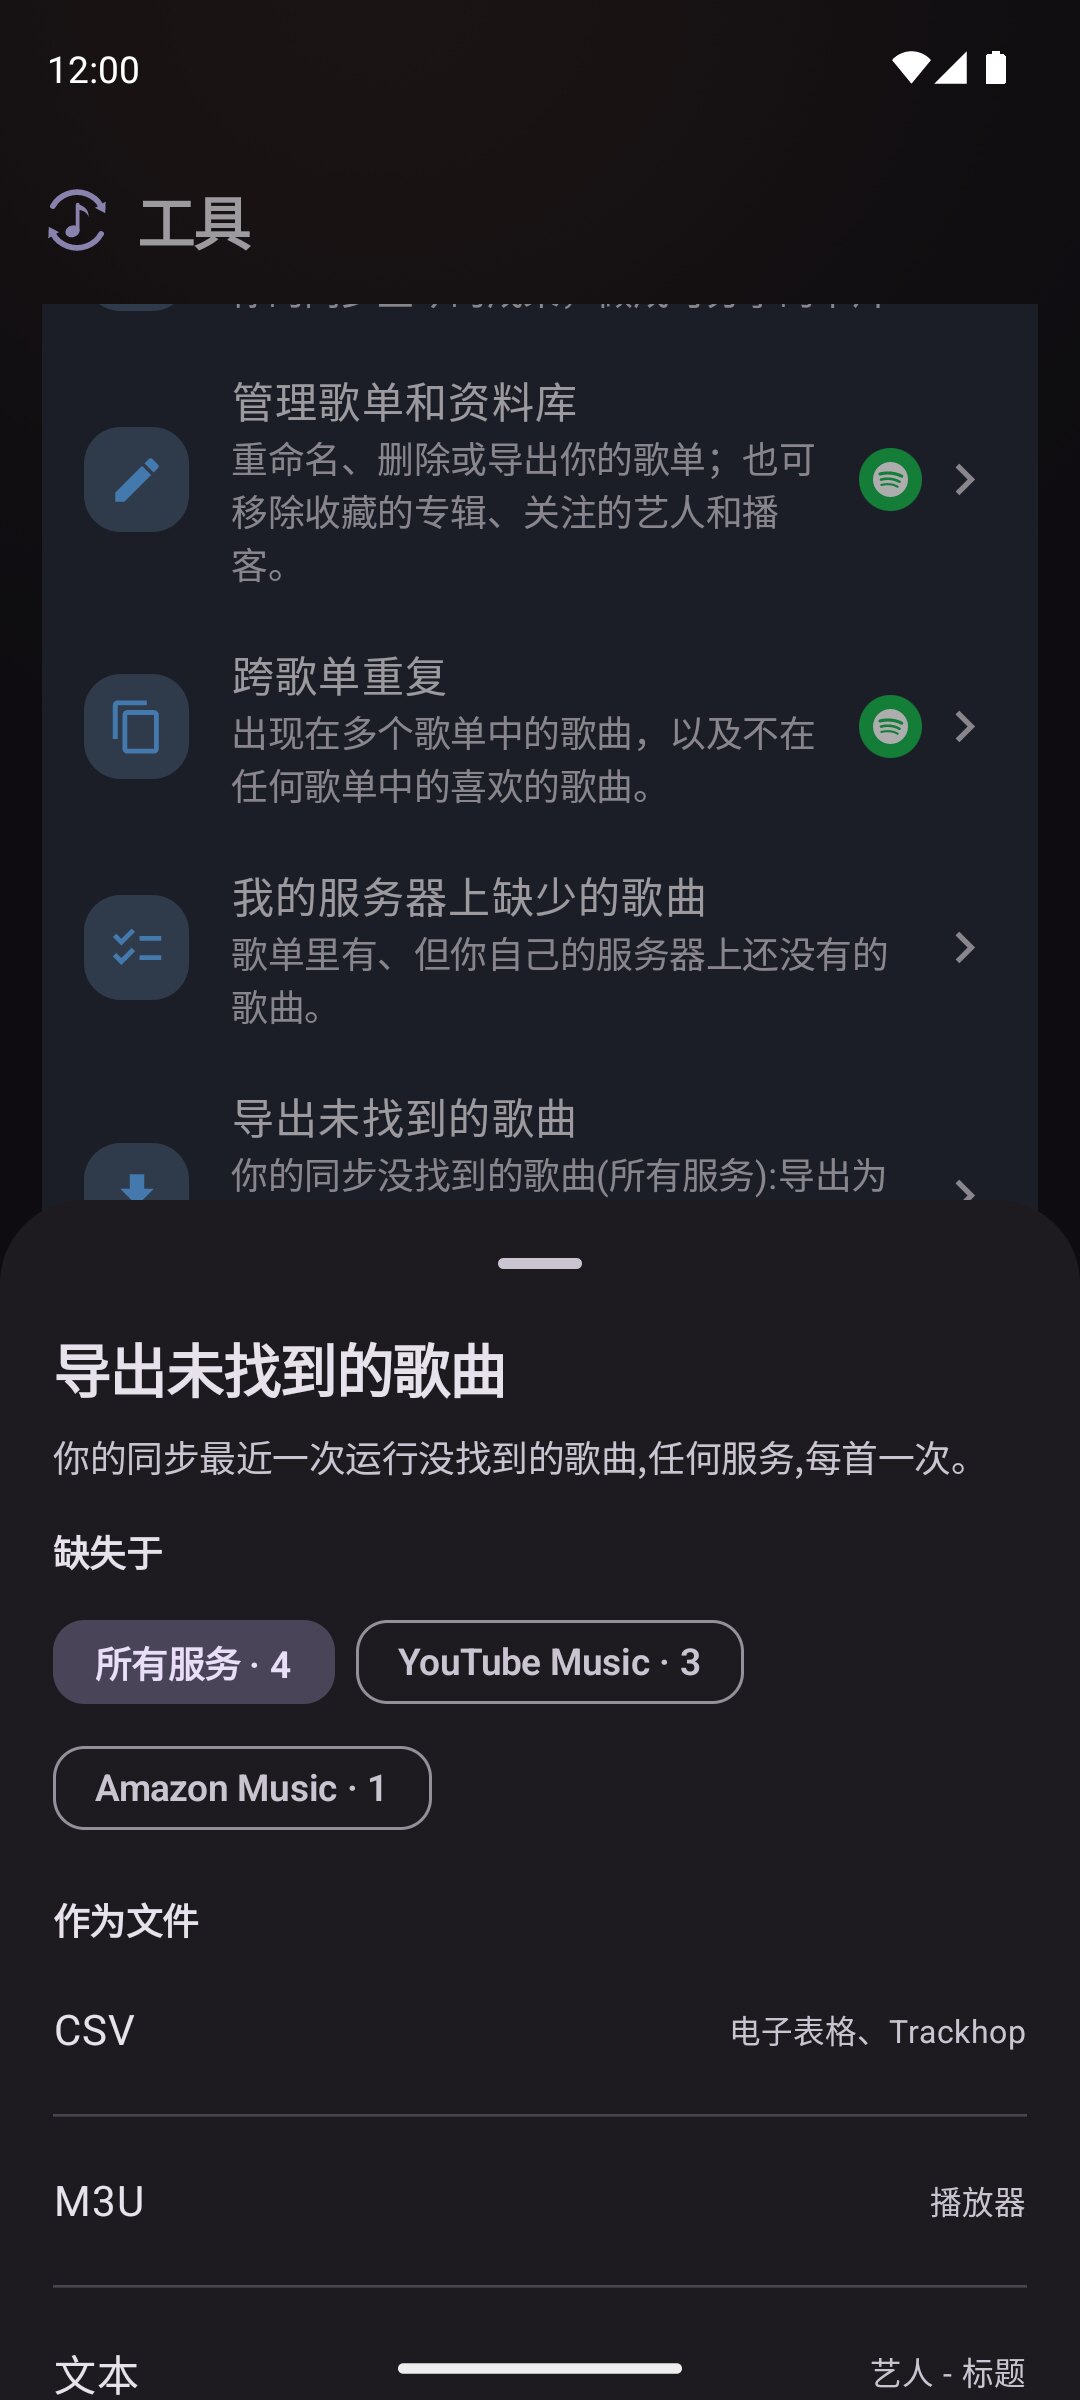 12:00
工具
管理歌单和资料库
重命名、删除或导出你的歌单；也可
移除收藏的专辑、关注的艺人和播
客。
跨歌单重复
出现在多个歌单中的歌曲，以及不在
任何歌单中的喜欢的歌曲。
我的服务器上缺少的歌曲
歌单里有、但你自己的服务器上还没有的
歌曲。
导出未找到的歌曲
你的同步没找到的歌曲(所有服务):导出为
导出未找到的歌曲
你的同步最近一次运行没找到的歌曲,任何服务,每首一次。
缺失于
所有服务 · 4
YouTube Music · 3
Amazon Music · 1
作为文件
CSV
电子表格、Trackhop
M3U
播放器
文本
艺人 - 标题